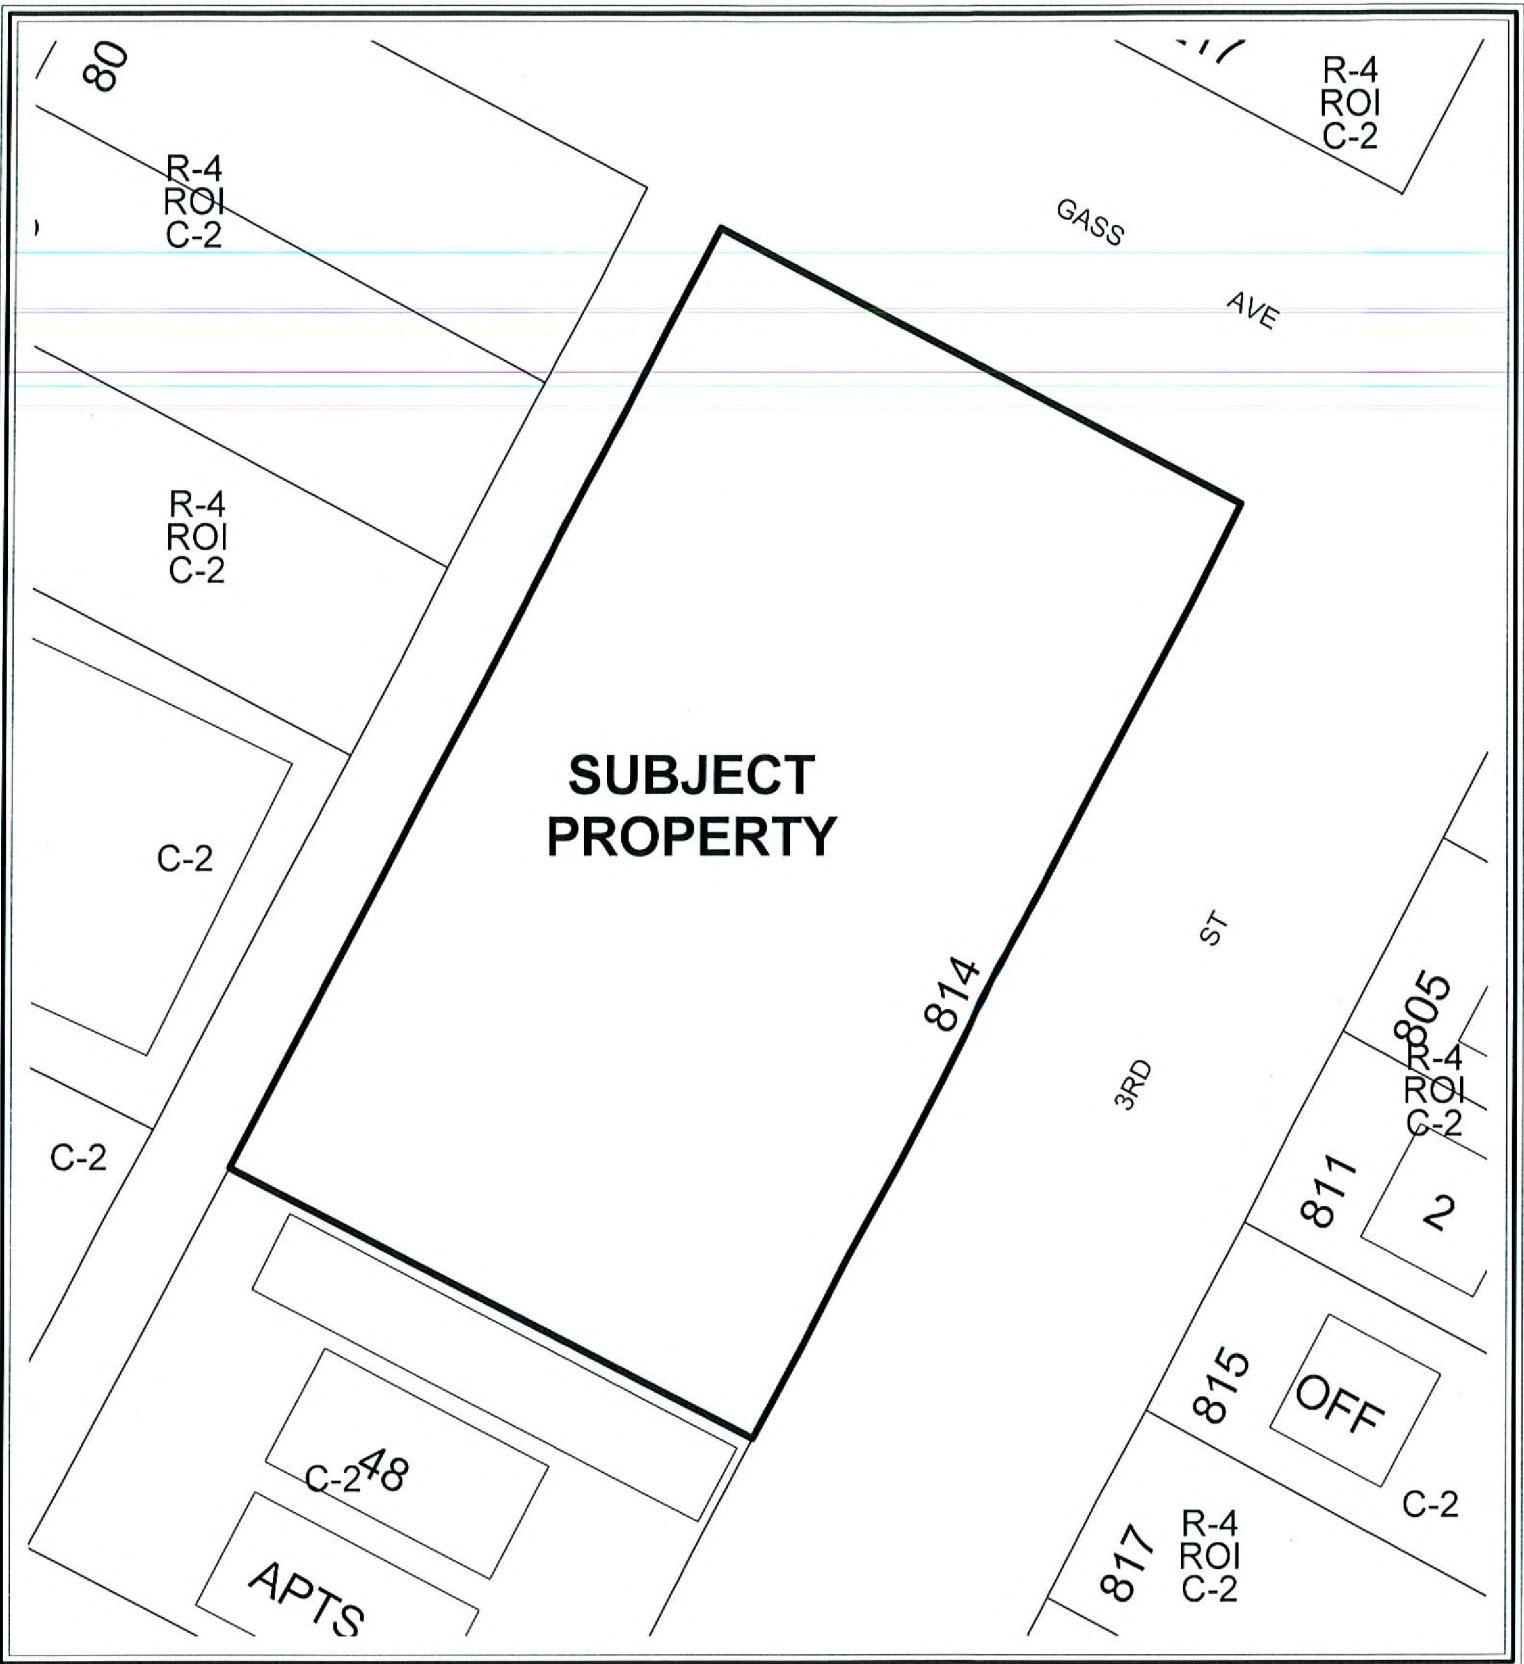 80
R-4
ROI
C-2
R-4
ROI
C-2
GASS
AVE
R-4
ROI
C-2
SUBJECT
PROPERTY
C-2
ST
814
3RD
805
R-4
ROI
C-2
C-2
811
2
815
OFF
48
C-2
C-2
817
R-4
ROI
C-2
APTS